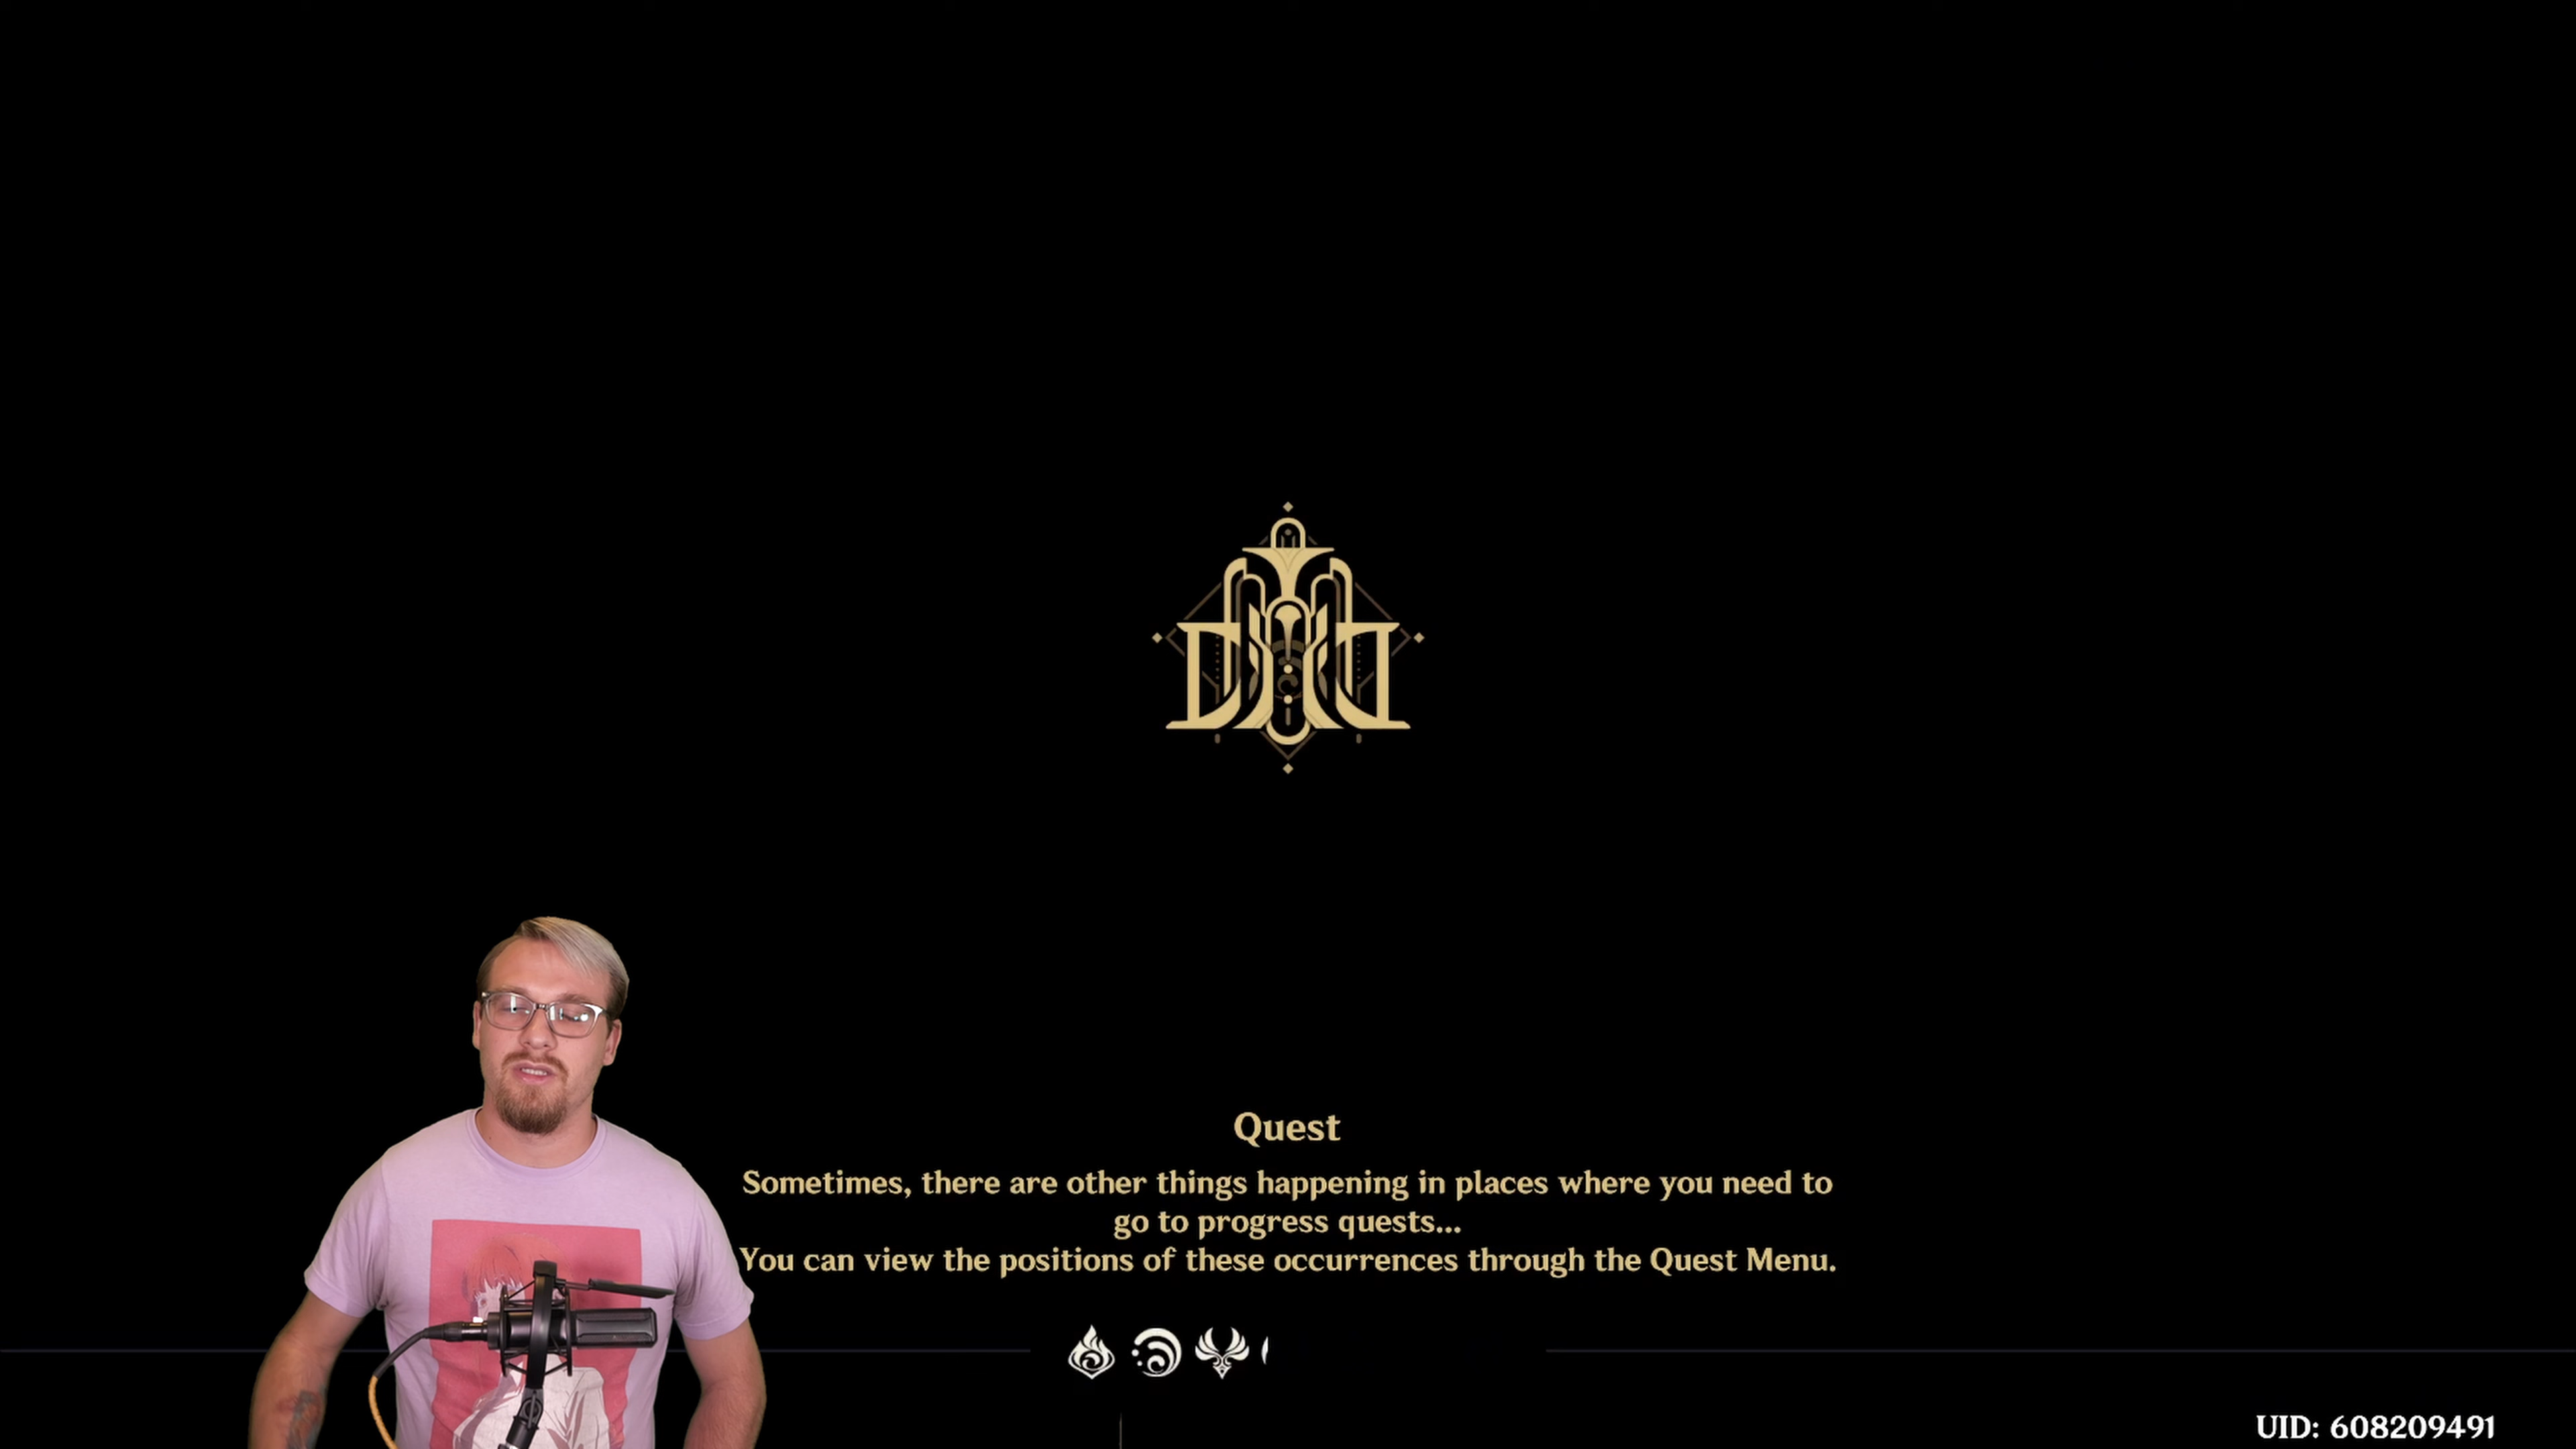 Quest
Sometimes, there are other things happening in places where you need to
go to progress quests...
You can view the positions of these occurrences through the Quest Menu.
UID: 608209491